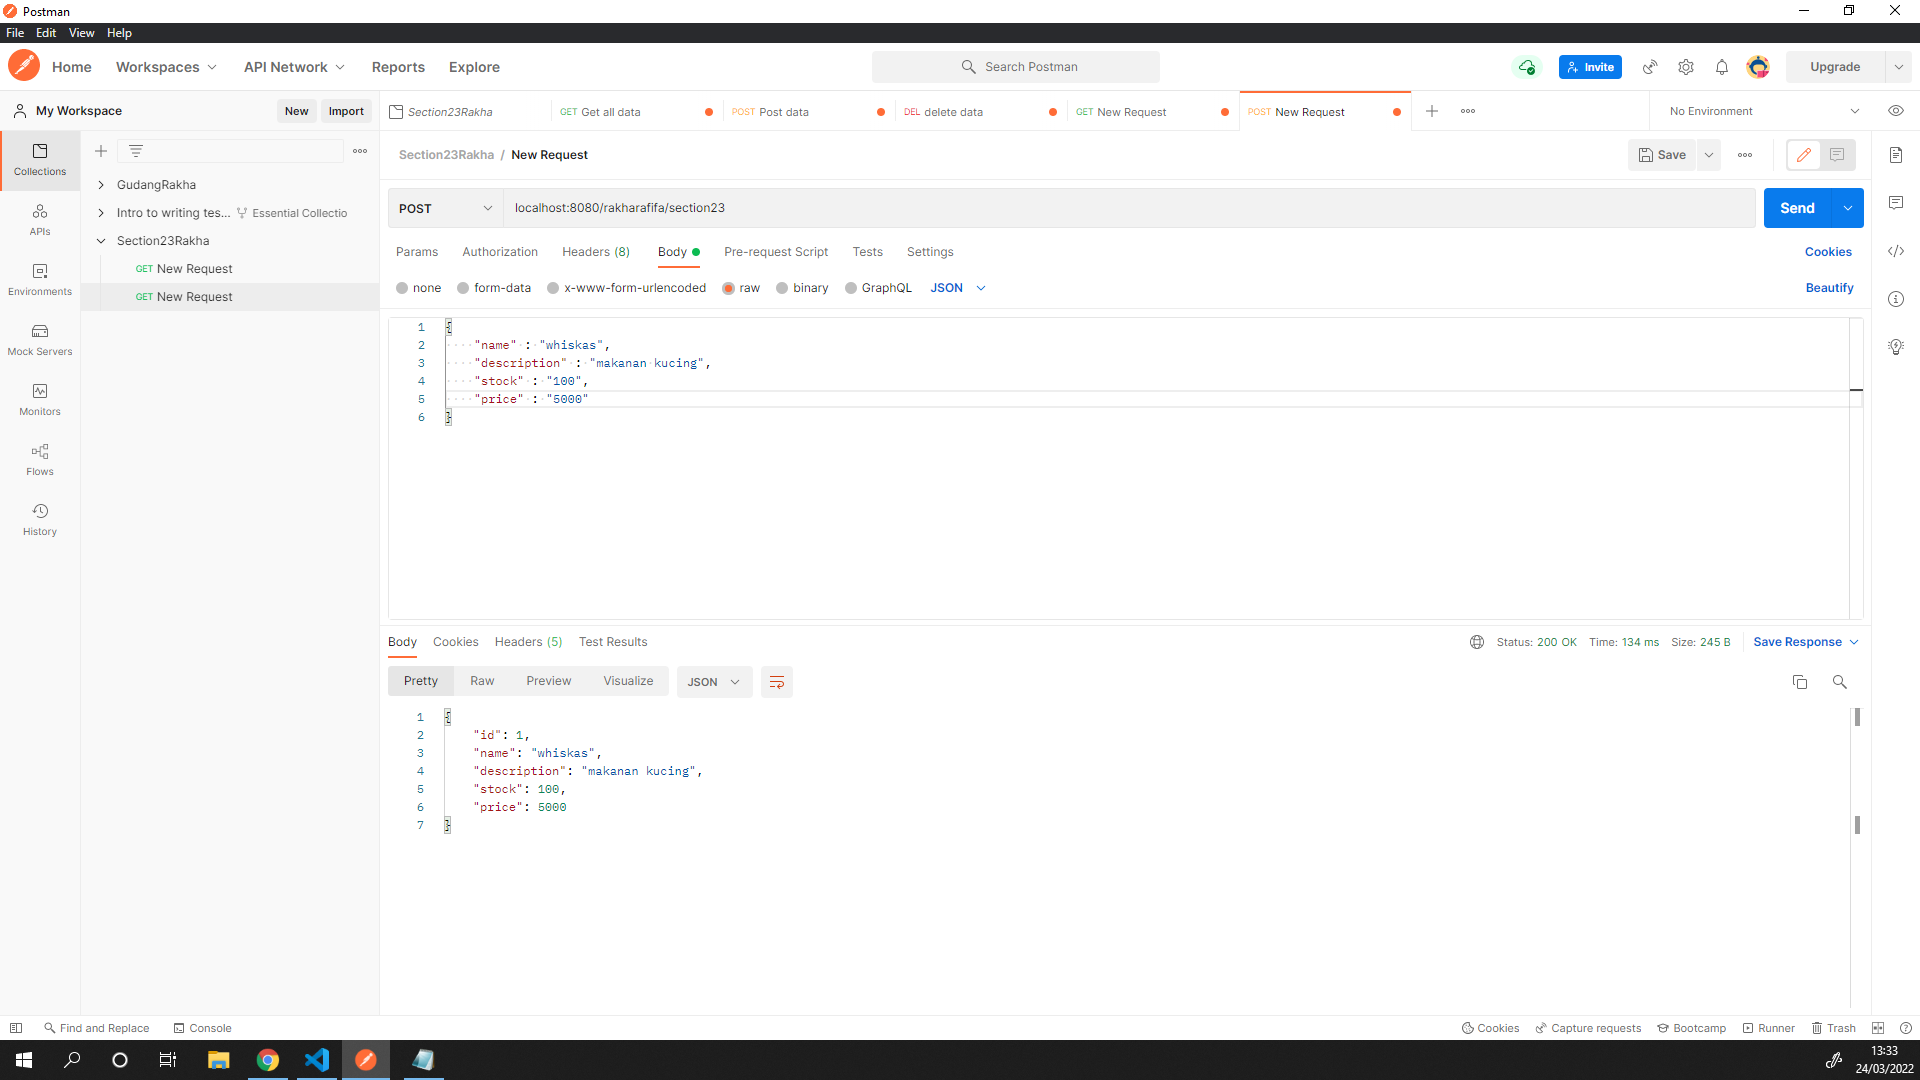 Postman
File Edit View Help
Home Workspaces API Network Reports Explore Search Postman Invite Upgrade
My Workspace New Import Section23Rakha GET Get all data POST Post data DEL delete data GET New Request POST New Request No Environment
Collections
APIs
Environments
Mock Servers
Monitors
Flows
History
GudangRakha
Intro to writing tes... Essential Collectio
Section23Rakha
GET New Request
GET New Request
Section23Rakha / New Request Save
POST localhost:8080/rakharafifa/section23 Send
Params Authorization Headers (8) Body Pre-request Script Tests Settings Cookies
none form-data x-www-form-urlencoded raw binary GraphQL JSON Beautify
1 {
2 "name" : "whiskas",
3 "description" : "makanan kucing",
4 "stock" : "100",
5 "price" : "5000"
6 }
Body Cookies Headers (5) Test Results Status: 200 OK Time: 134 ms Size: 245 B Save Response
Pretty Raw Preview Visualize JSON
1 {
2 "id": 1,
3 "name": "whiskas",
4 "description": "makanan kucing",
5 "stock": 100,
6 "price": 5000
7 }
Find and Replace Console Cookies Capture requests Bootcamp Runner Trash
13:33
24/03/2022